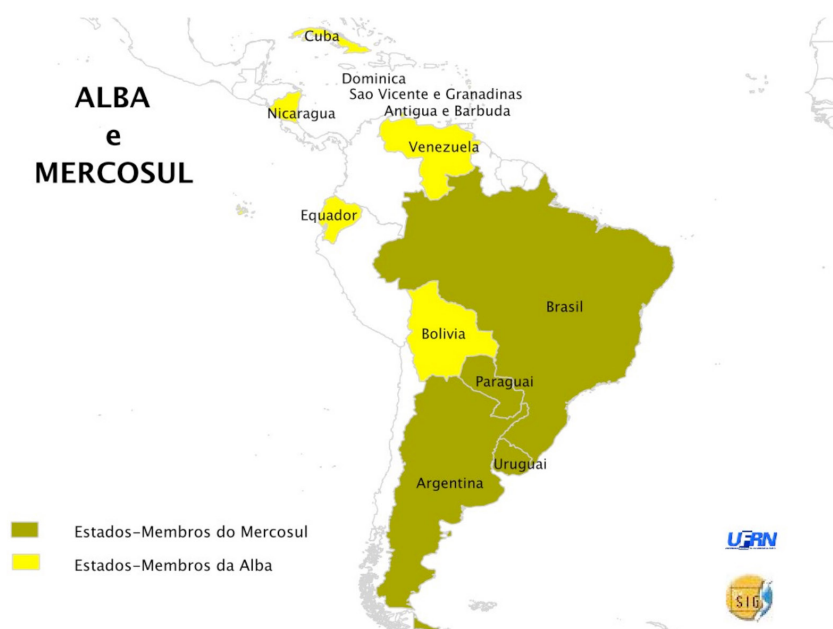 ALBA
e
MERCOSUL
Cuba
Dominica
Sao Vicente e Granadinas
Antigua e Barbuda
Nicaragua
Venezuela
Equador
Brasil
Bolivia
Paraguai
Uruguai
Argentina
Estados-Membros do Mercosul
Estados-Membros da Alba
UFRN
SIG